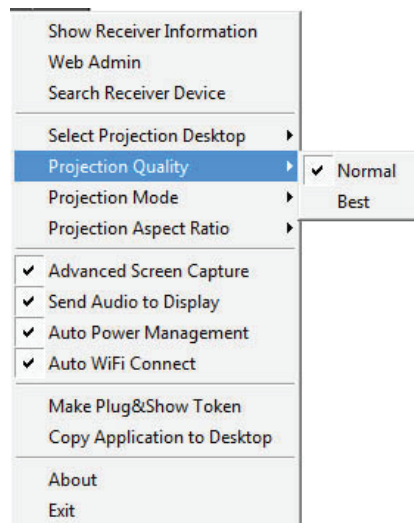 Show Receiver Information
Web Admin
Search Receiver Device
Select Projection Desktop
Projection Quality
Normal
Best
Projection Mode
Projection Aspect Ratio
Advanced Screen Capture
Send Audio to Display
Auto Power Management
Auto WiFi Connect
Make Plug&Show Token
Copy Application to Desktop
About
Exit